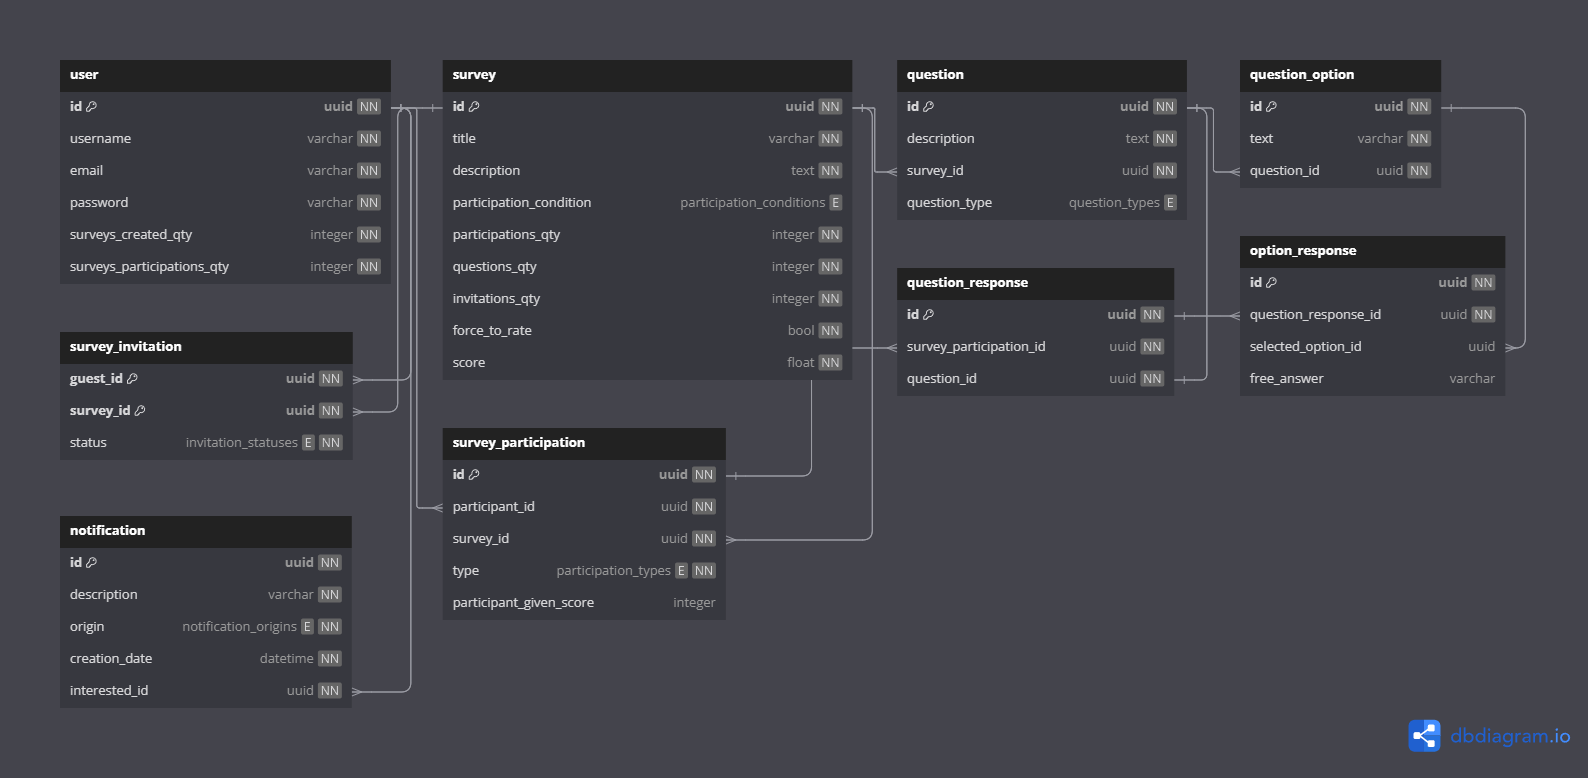 user
id uuid NN
username varchar NN
email varchar NN
password varchar NN
surveys_created_qty integer NN
surveys_participations_qty integer NN
survey_invitation
guest_id uuid NN
survey_id uuid NN
status invitation_statuses E NN
notification
id uuid NN
description varchar NN
origin notification_origins E NN
creation_date datetime NN
interested_id uuid NN
survey
id uuid NN
title varchar NN
description text NN
participation_condition participation_conditions E
participations_qty integer NN
questions_qty integer NN
invitations_qty integer NN
force_to_rate bool NN
score float NN
survey_participation
id uuid NN
participant_id uuid NN
survey_id uuid NN
type participation_types E NN
participant_given_score integer
question
id uuid NN
description text NN
survey_id uuid NN
question_type question_types E
question_response
id uuid NN
survey_participation_id uuid NN
question_id uuid NN
question_option
id uuid NN
text varchar NN
question_id uuid NN
option_response
id uuid NN
question_response_id uuid NN
selected_option_id uuid
free_answer varchar
dbdiagram.io